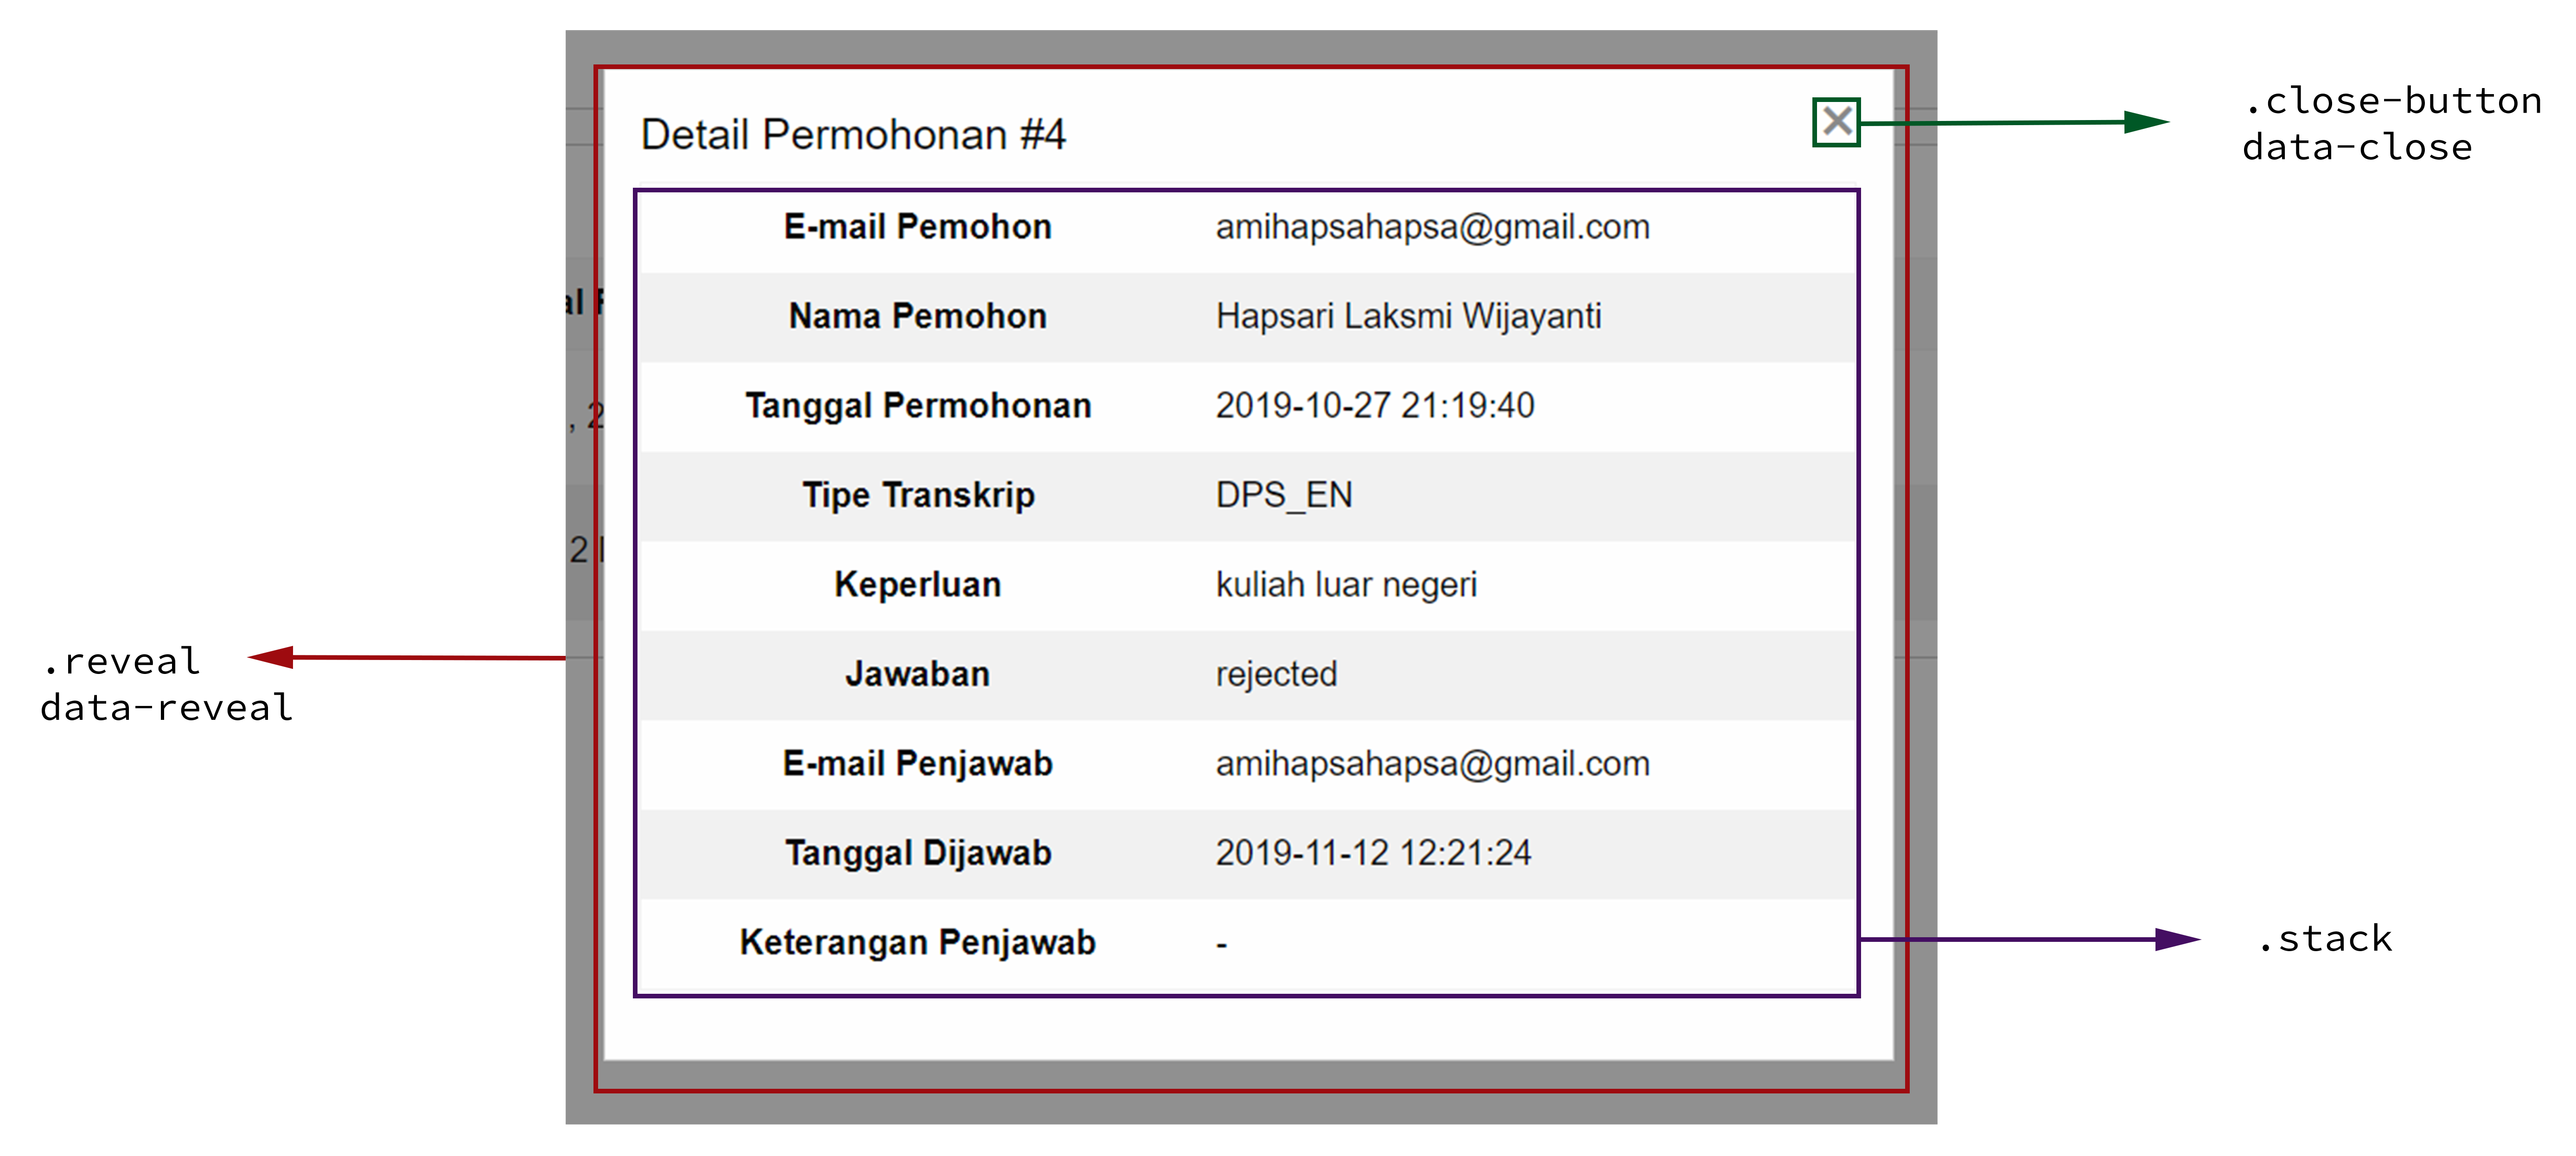 .close-button
data-close
Detail Permohonan #4
E-mail Pemohon amihapsahapsa@gmail.com
Nama Pemohon Hapsari Laksmi Wijayanti
Tanggal Permohonan 2019-10-27 21:19:40
Tipe Transkrip DPS_EN
Keperluan kuliah luar negeri
.reveal
data-reveal
Jawaban rejected
E-mail Penjawab amihapsahapsa@gmail.com
Tanggal Dijawab 2019-11-12 12:21:24
Keterangan Penjawab -
.stack